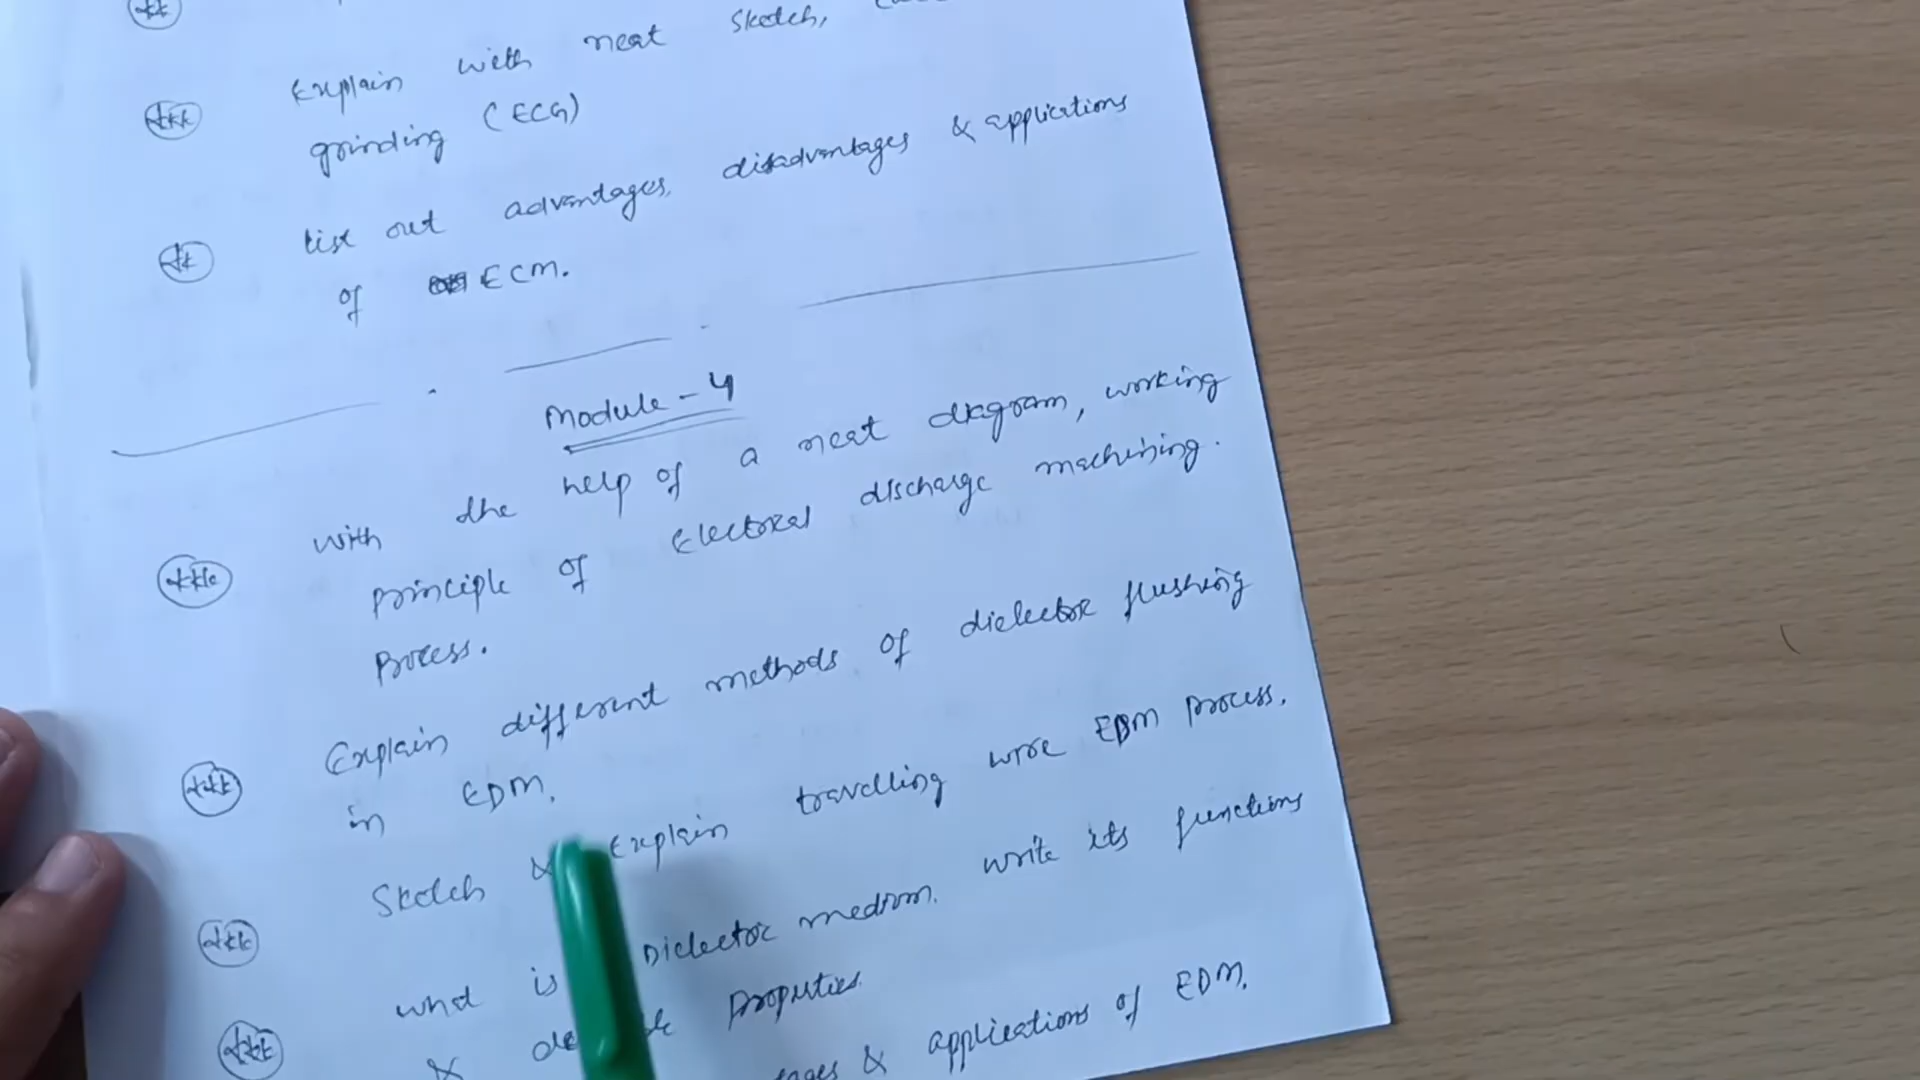 Explain with neat sketch,
grinding (ECG)
list out advantages, disadvantages & applications
of ECM.
Module - 4
with the help of a neat diagram, working
principle of Electrical discharge machining.
process.
Explain different methods of dielectric flushing
in EDM.
Sketch & Explain travelling wire EDM process.
what is Dielectric medium. write its functions
& properties
& applications of EDM.